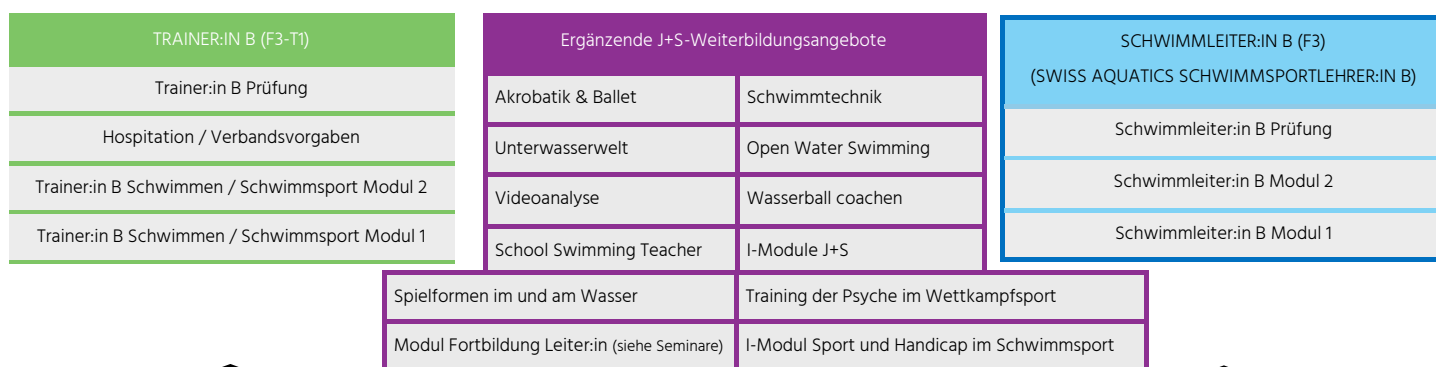 TRAINER:IN B (F3-T1)
Trainer:in B Prüfung
Hospitation / Verbandsvorgaben
Trainer:in B Schwimmen / Schwimmsport Modul 2
Trainer:in B Schwimmen / Schwimmsport Modul 1
Ergänzende J+S-Weiterbildungsangebote
Akrobatik & Ballet
Schwimmtechnik
Unterwasserwelt
Open Water Swimming
Videoanalyse
Wasserball coachen
School Swimming Teacher
I-Module J+S
Spielformen im und am Wasser
Training der Psyche im Wettkampfsport
Modul Fortbildung Leiter:in (siehe Seminare)
I-Modul Sport und Handicap im Schwimmsport
SCHWIMMLEITER:IN B (F3)
(SWISS AQUATICS SCHWIMMSPORTLEHRER:IN B)
Schwimmleiter:in B Prüfung
Schwimmleiter:in B Modul 2
Schwimmleiter:in B Modul 1